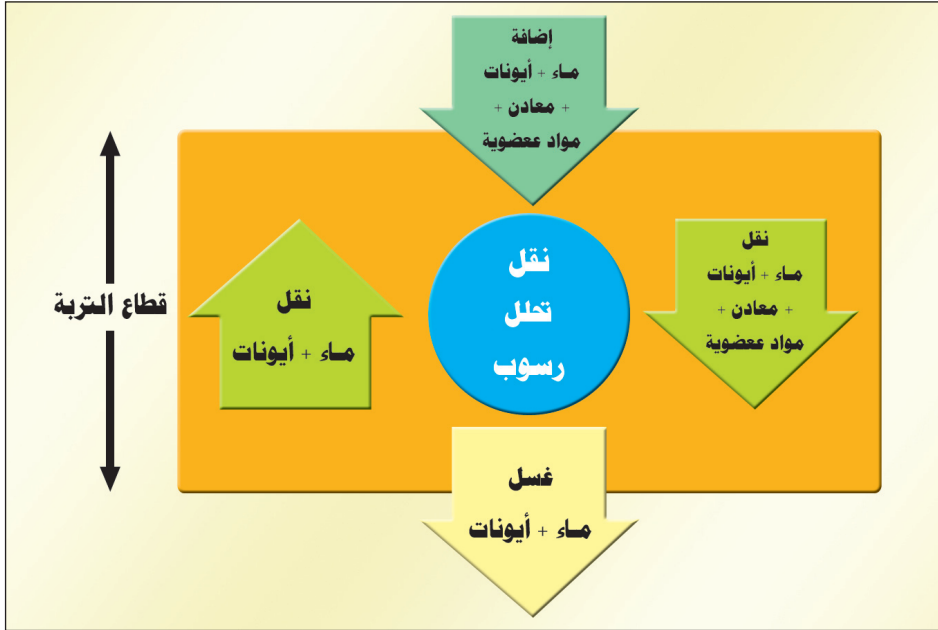 إضافة
ماء + أيونات
+ معادن +
مواد عضوية
قطاع التربة
نقل
ماء + أيونات
+ معادن +
مواد عضوية
نقل
تحلل
رسوب
نقل
ماء + أيونات
غسل
ماء + أيونات